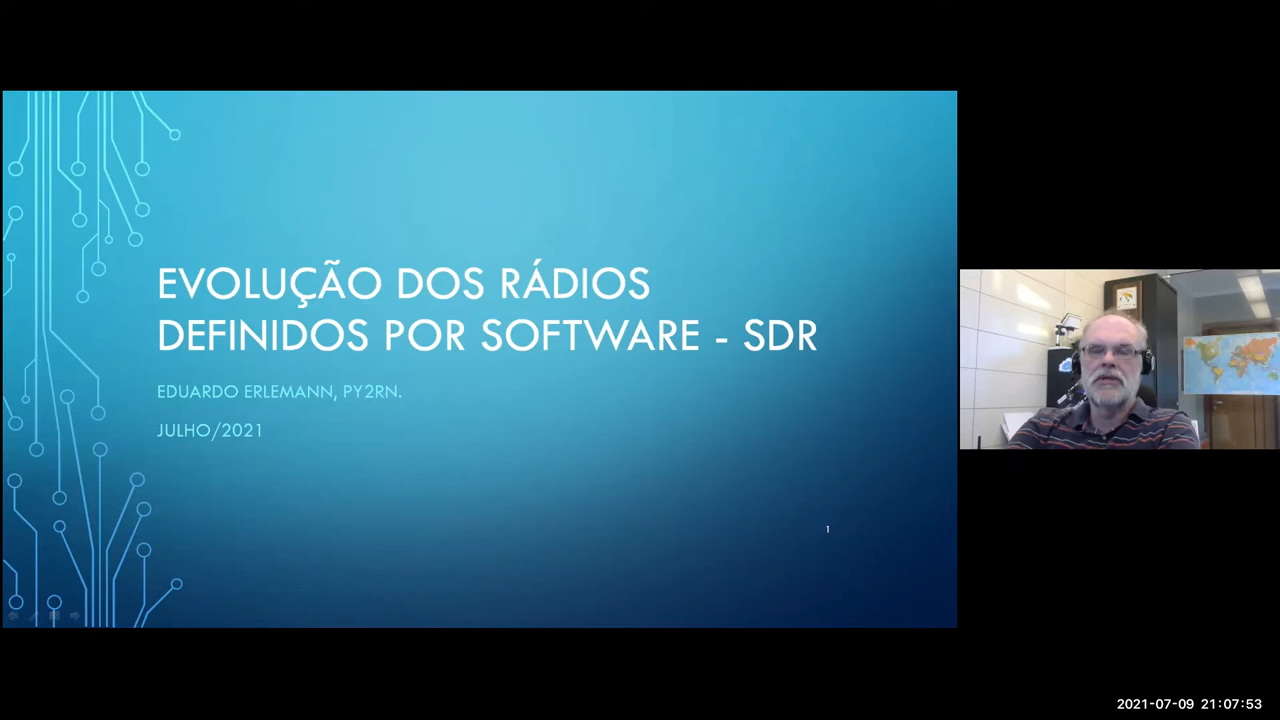 EVOLUÇÃO DOS RÁDIOS
DEFINIDOS POR SOFTWARE - SDR
EDUARDO ERLEMANN, PY2RN.
JULHO/2021
1
2021-07-09 21:07:53